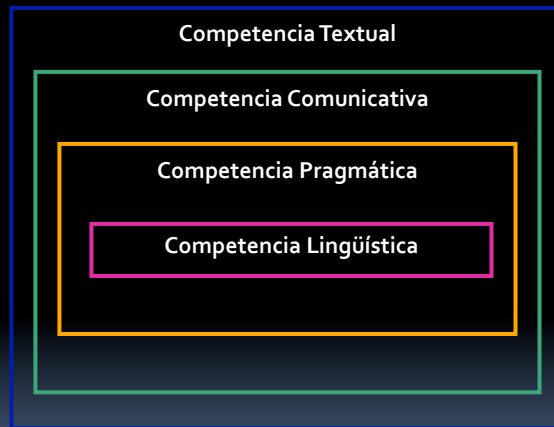 Competencia Textual
Competencia Comunicativa
Competencia Pragmática
Competencia Lingüística